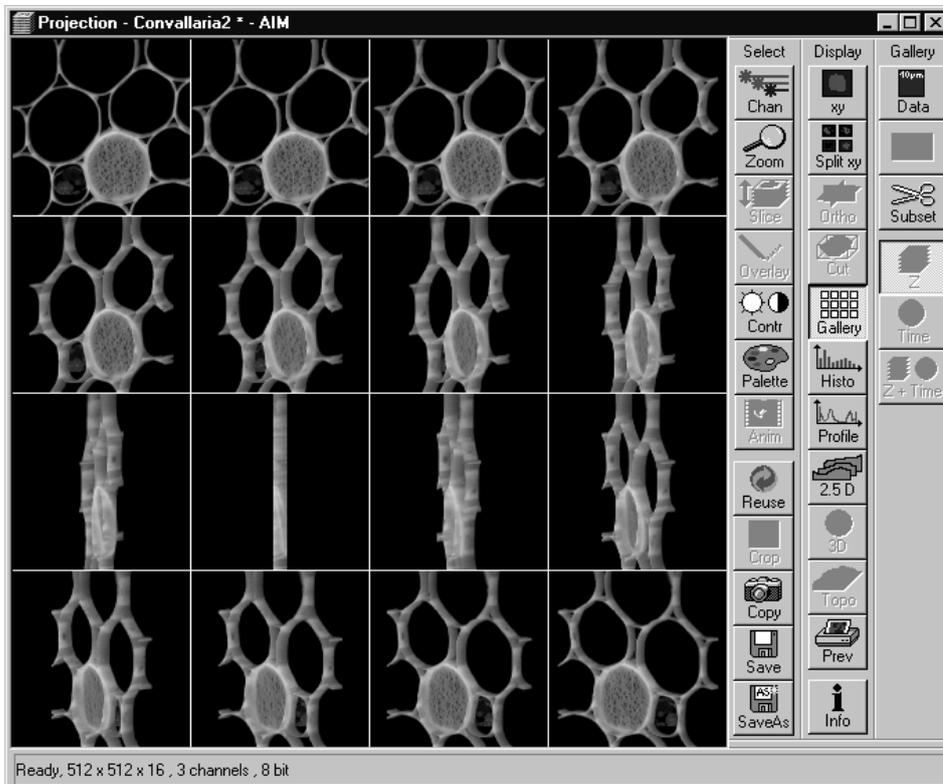 Projection - Convallaria2 * - AIM
Select Display Gallery
Chan xy 10µm Data
Zoom Split xy
Slice Ortho Subset
Overlay Cut Z
Contr Gallery Time
Palette Histo Z + Time
Anim Profile
Reuse 2.5 D
Crop 3D
Copy Topo
Save Prev
AS
SaveAs Info
Ready, 512 x 512 x 16 , 3 channels , 8 bit